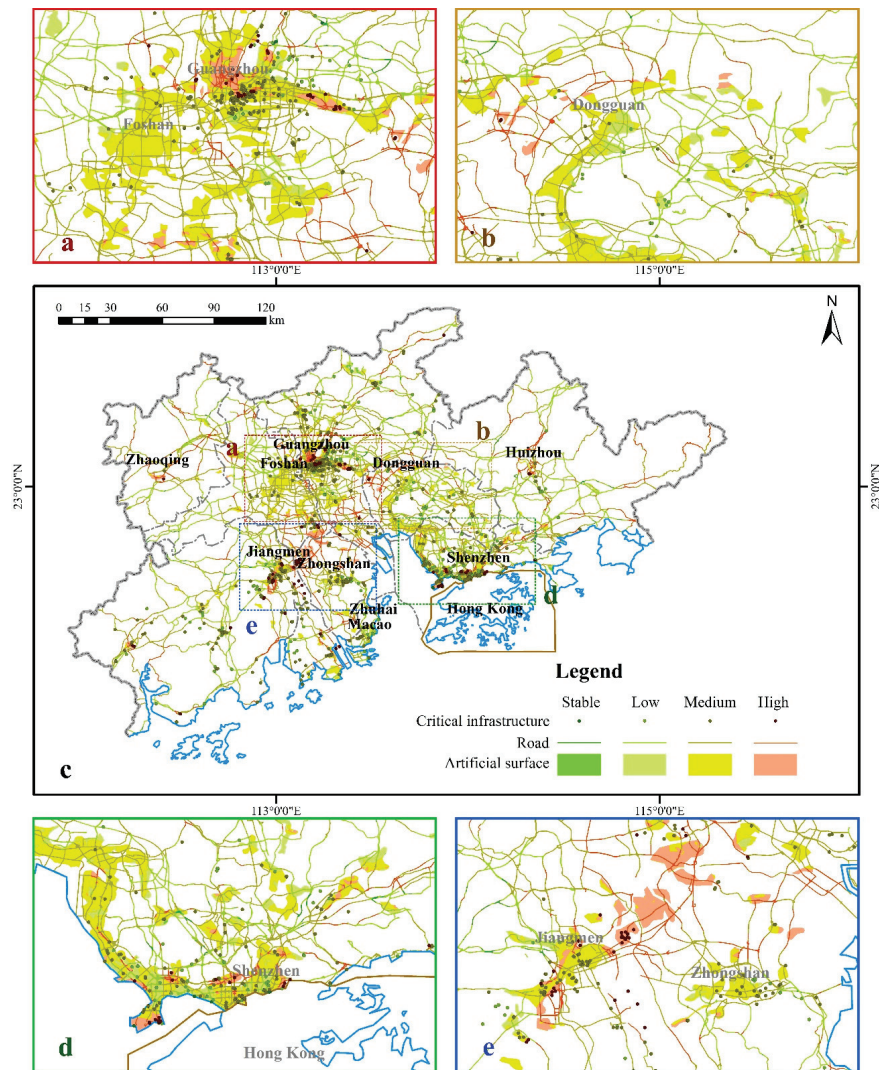 Guangzhou
Foshan
a
Dongguan
b
113°0'0"E
115°0'0"E
0 15 30 60 90 120
km
N
23°0'0"N
23°0'0"N
a
b
Guangzhou
Zhaoqing
Foshan
Dongguan
Huizhou
Jiangmen
Zhongshan
Shenzhen
d
Zhuhai
Macao
Hong Kong
e
Legend
Stable Low Medium High
Critical infrastructure
Road
Artificial surface
c
113°0'0"E
115°0'0"E
Shenzhen
d
Hong Kong
Jiangmen
Zhongshan
e